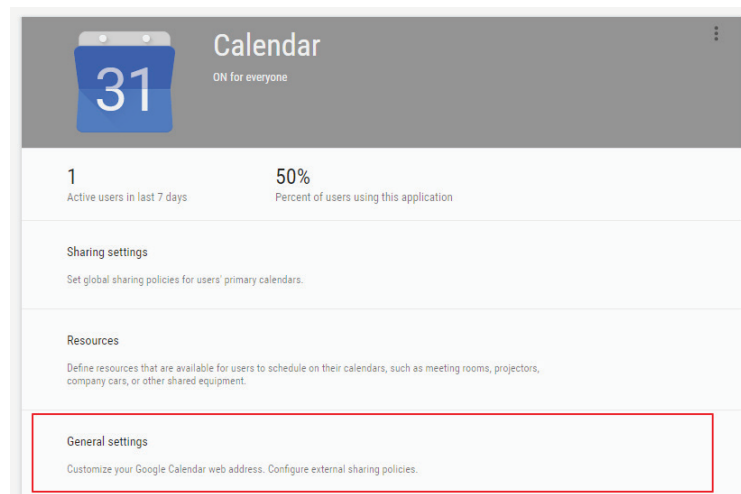 31
Calendar
ON for everyone
1
50%
Active users in last 7 days
Percent of users using this application
Sharing settings
Set global sharing policies for users' primary calendars.
Resources
Define resources that are available for users to schedule on their calendars, such as meeting rooms, projectors,
company cars, or other shared equipment.
General settings
Customize your Google Calendar web address. Configure external sharing policies.